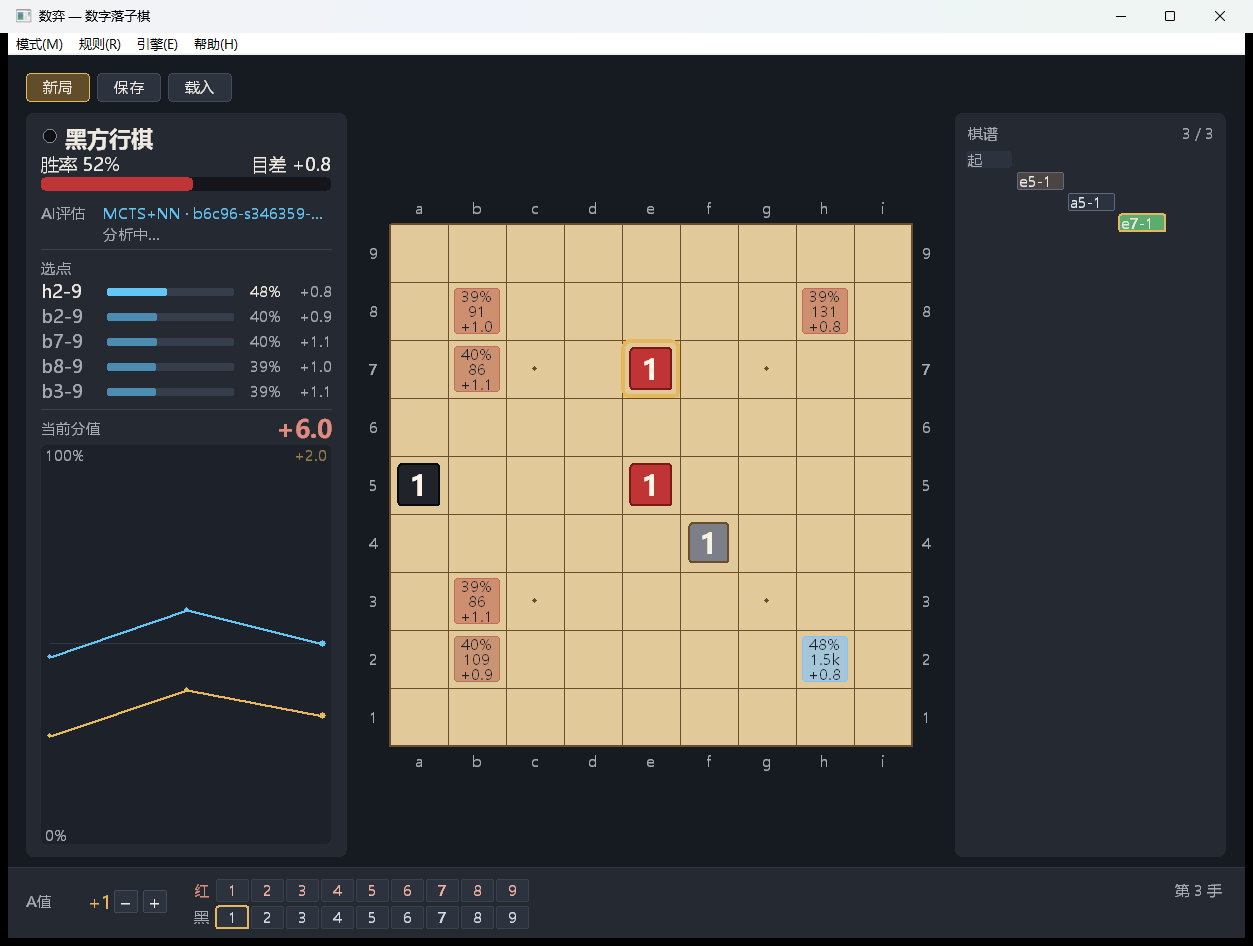 数弈 — 数字落子棋
模式(M) 规则(R) 引擎(E) 帮助(H)
新局 保存 载入
黑方行棋
胜率 52% 目差 +0.8
AI评估 MCTS+NN · b6c96-s346359-...
分析中...
选点
h2-9 48% +0.8
b2-9 40% +0.9
b7-9 40% +1.1
b8-9 39% +1.0
b3-9 39% +1.1
当前分值 +6.0
100% +2.0
0%
a b c d e f g h i
9 9
8 39% 91 +1.0 39% 131 +0.8 8
7 40% 86 +1.1 1 7
6 6
5 1 1 5
4 1 4
3 39% 86 +1.1 3
2 40% 109 +0.9 48% 1.5k +0.8 2
1 1
a b c d e f g h i
棋谱 3 / 3
起
e5-1
a5-1
e7-1
A值 +1 − +
红 1 2 3 4 5 6 7 8 9
黑 1 2 3 4 5 6 7 8 9
第 3 手